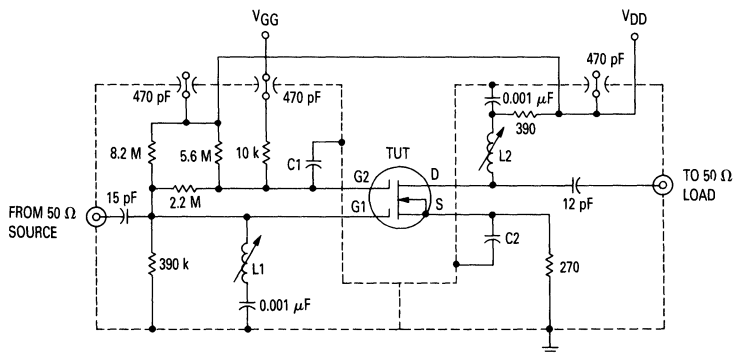 V_GG
V_DD
470 pF
470 pF
470 pF
0.001 μF
390
8.2 M
5.6 M
10 k
C1
TUT
L2
G2
D
TO 50 Ω
LOAD
15 pF
2.2 M
G1
S
12 pF
FROM 50 Ω
SOURCE
C2
390 k
L1
270
0.001 μF